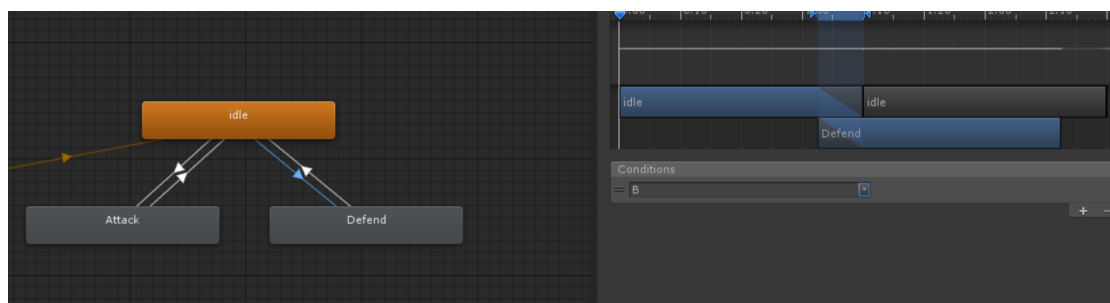 idle
Attack
Defend
idle
idle
Defend
Conditions
= B
+ −